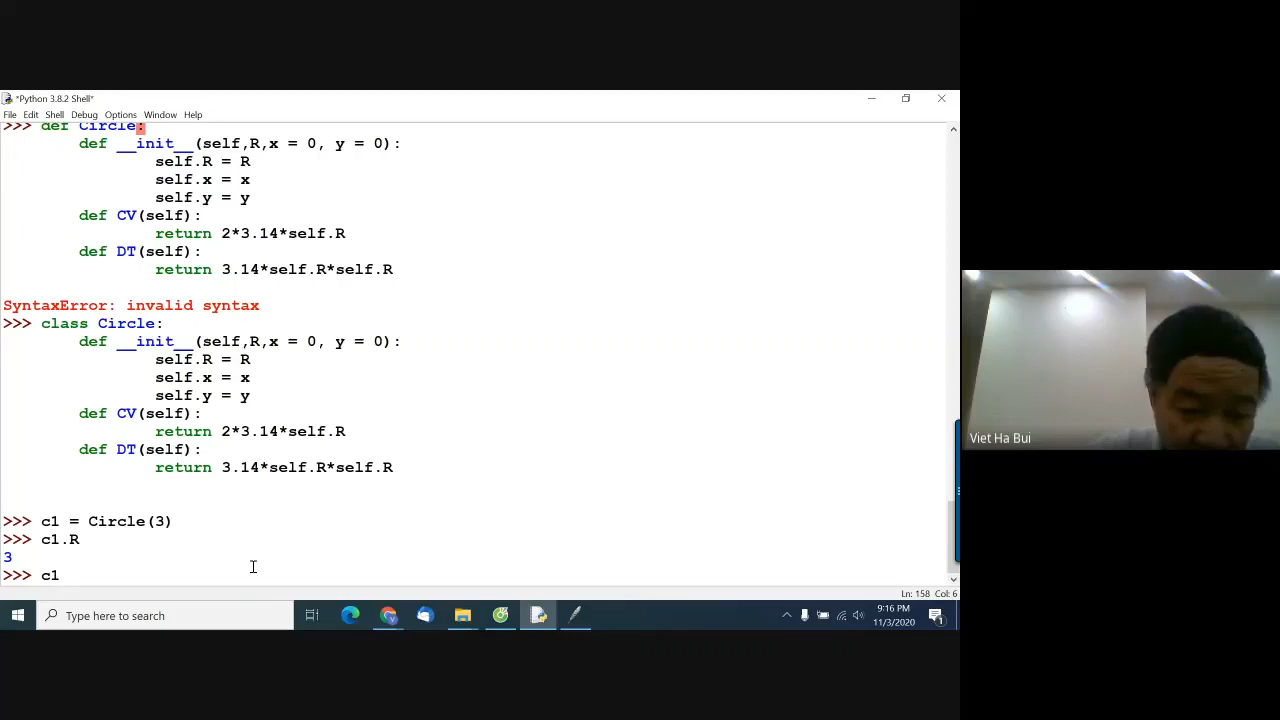 *Python 3.8.2 Shell*
File Edit Shell Debug Options Window Help
>>> def Circle:
def __init__(self,R,x = 0, y = 0):
self.R = R
self.x = x
self.y = y
def CV(self):
return 2*3.14*self.R
def DT(self):
return 3.14*self.R*self.R
SyntaxError: invalid syntax
>>> class Circle:
def __init__(self,R,x = 0, y = 0):
self.R = R
self.x = x
self.y = y
def CV(self):
return 2*3.14*self.R
def DT(self):
return 3.14*self.R*self.R
>>> c1 = Circle(3)
>>> c1.R
3
>>> c1
Ln: 158 Col: 6
Type here to search
9:16 PM
11/3/2020
1
Viet Ha Bui